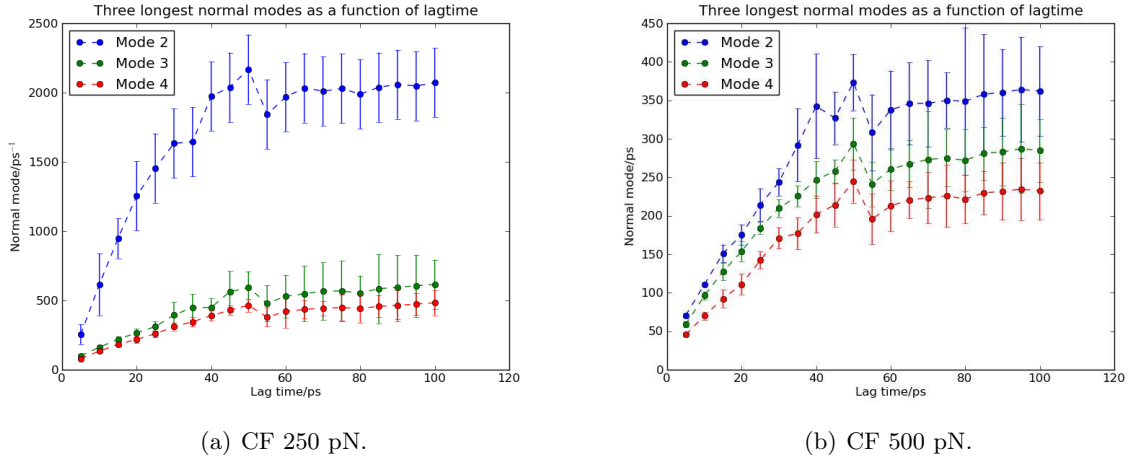 Three longest normal modes as a function of lagtime
2500
2000
1500
1000
500
0
Normal mode/ps⁻¹
Mode 2
Mode 3
Mode 4
0 20 40 60 80 100 120
Lag time/ps
(a) CF 250 pN.
Three longest normal modes as a function of lagtime
450
400
350
300
250
200
150
100
50
0
Normal mode/ps
Mode 2
Mode 3
Mode 4
0 20 40 60 80 100 120
Lag time/ps
(b) CF 500 pN.